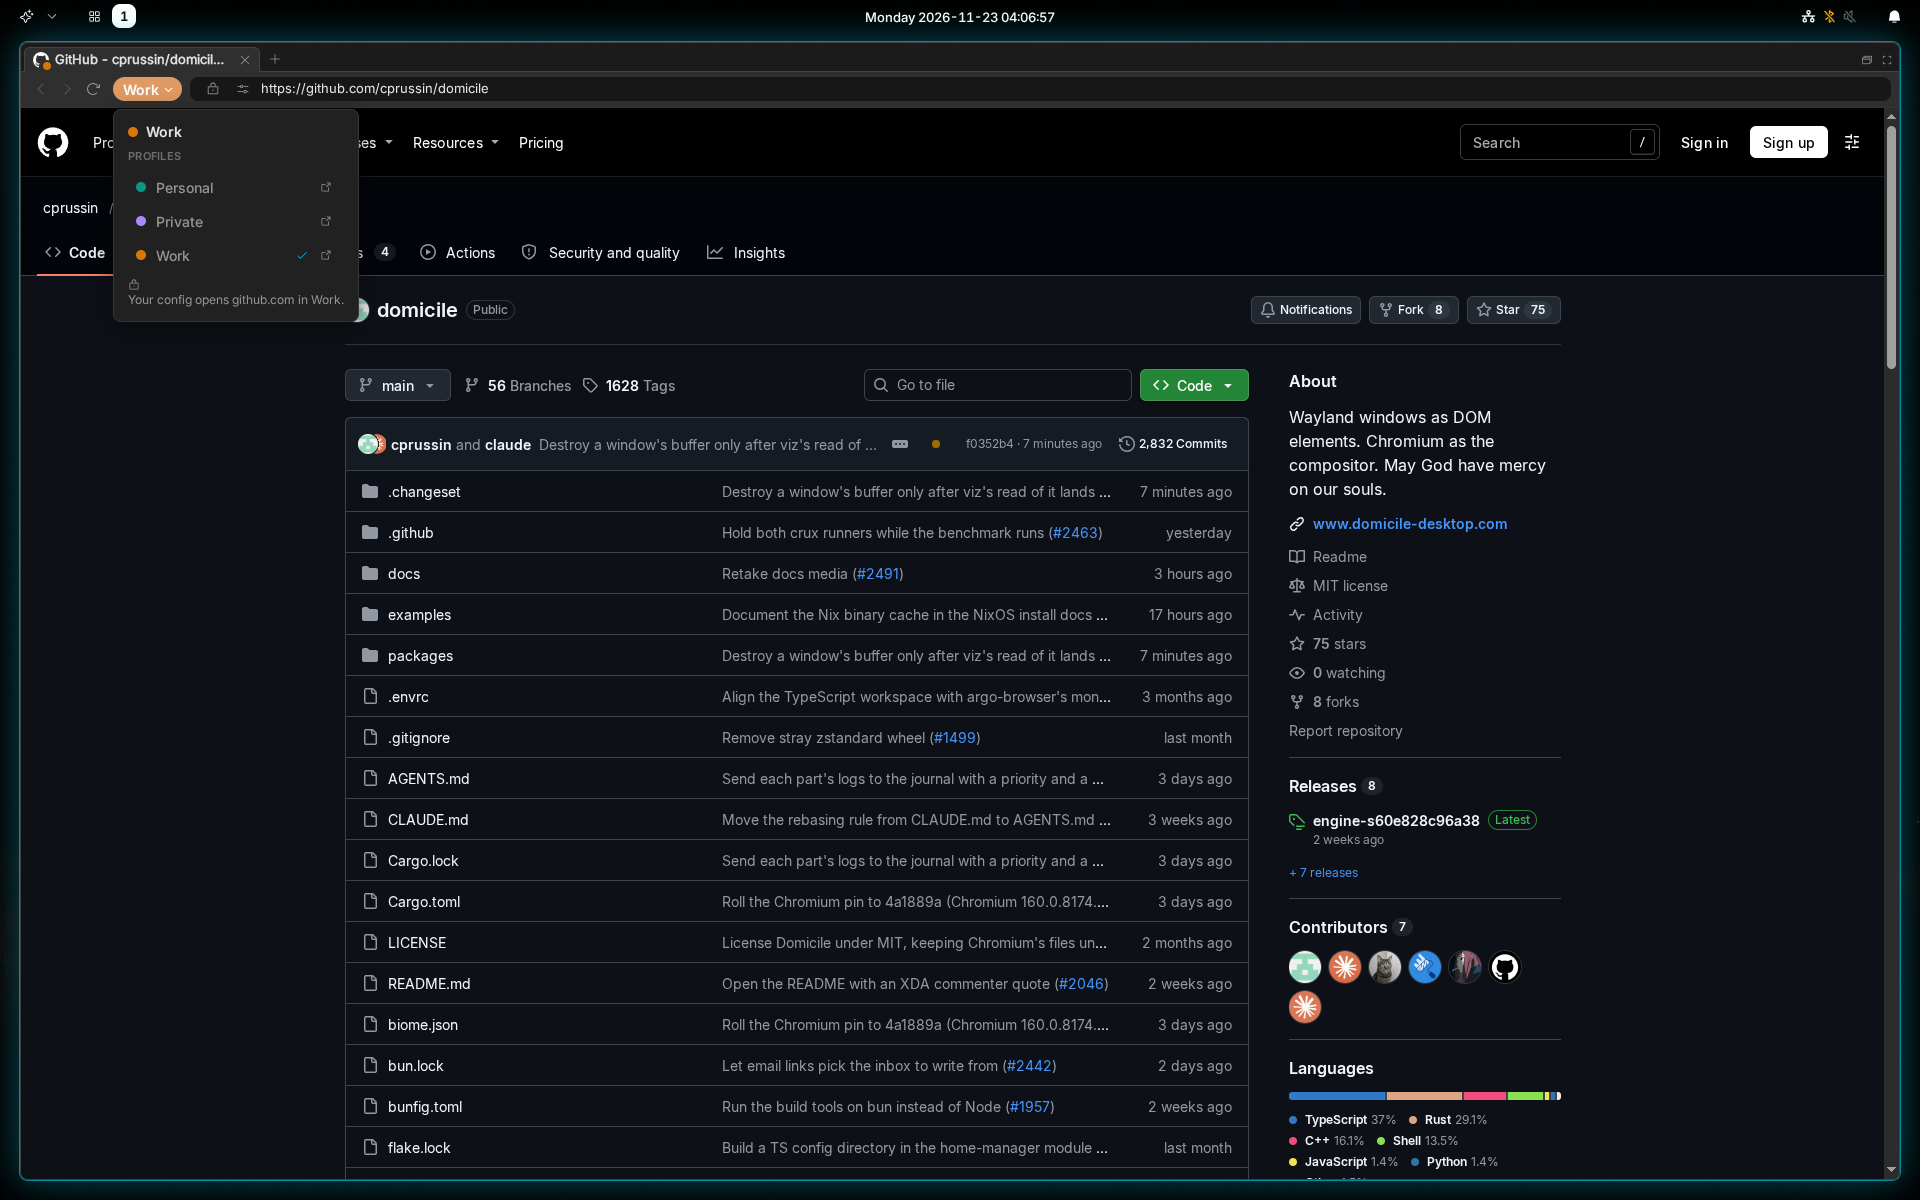 1
Monday 2026-11-23 04:06:57
GitHub - cprussin/domicil...
Work
https://github.com/cprussin/domicile
Work
PROFILES
Personal
Private
Work
Your config opens github.com in Work.
Resources
Pricing
Search
/
Sign in
Sign up
cprussin /
Code
4
Actions
Security and quality
Insights
domicile
Public
Notifications
Fork 8
Star 75
main
56 Branches
1628 Tags
Go to file
Code
cprussin and claude Destroy a window's buffer only after viz's read of ...
f0352b4 · 7 minutes ago
2,832 Commits
.changeset Destroy a window's buffer only after viz's read of it lands ... 7 minutes ago
.github Hold both crux runners while the benchmark runs (#2463) yesterday
docs Retake docs media (#2491) 3 hours ago
examples Document the Nix binary cache in the NixOS install docs ... 17 hours ago
packages Destroy a window's buffer only after viz's read of it lands ... 7 minutes ago
.envrc Align the TypeScript workspace with argo-browser's mon... 3 months ago
.gitignore Remove stray zstandard wheel (#1499) last month
AGENTS.md Send each part's logs to the journal with a priority and a ... 3 days ago
CLAUDE.md Move the rebasing rule from CLAUDE.md to AGENTS.md ... 3 weeks ago
Cargo.lock Send each part's logs to the journal with a priority and a ... 3 days ago
Cargo.toml Roll the Chromium pin to 4a1889a (Chromium 160.0.8174.... 3 days ago
LICENSE License Domicile under MIT, keeping Chromium's files un... 2 months ago
README.md Open the README with an XDA commenter quote (#2046) 2 weeks ago
biome.json Roll the Chromium pin to 4a1889a (Chromium 160.0.8174.... 3 days ago
bun.lock Let email links pick the inbox to write from (#2442) 2 days ago
bunfig.toml Run the build tools on bun instead of Node (#1957) 2 weeks ago
flake.lock Build a TS config directory in the home-manager module ... last month
About
Wayland windows as DOM
elements. Chromium as the
compositor. May God have mercy
on our souls.
www.domicile-desktop.com
Readme
MIT license
Activity
75 stars
0 watching
8 forks
Report repository
Releases 8
engine-s60e828c96a38 Latest
2 weeks ago
+ 7 releases
Contributors 7
Languages
TypeScript 37% Rust 29.1%
C++ 16.1% Shell 13.5%
JavaScript 1.4% Python 1.4%